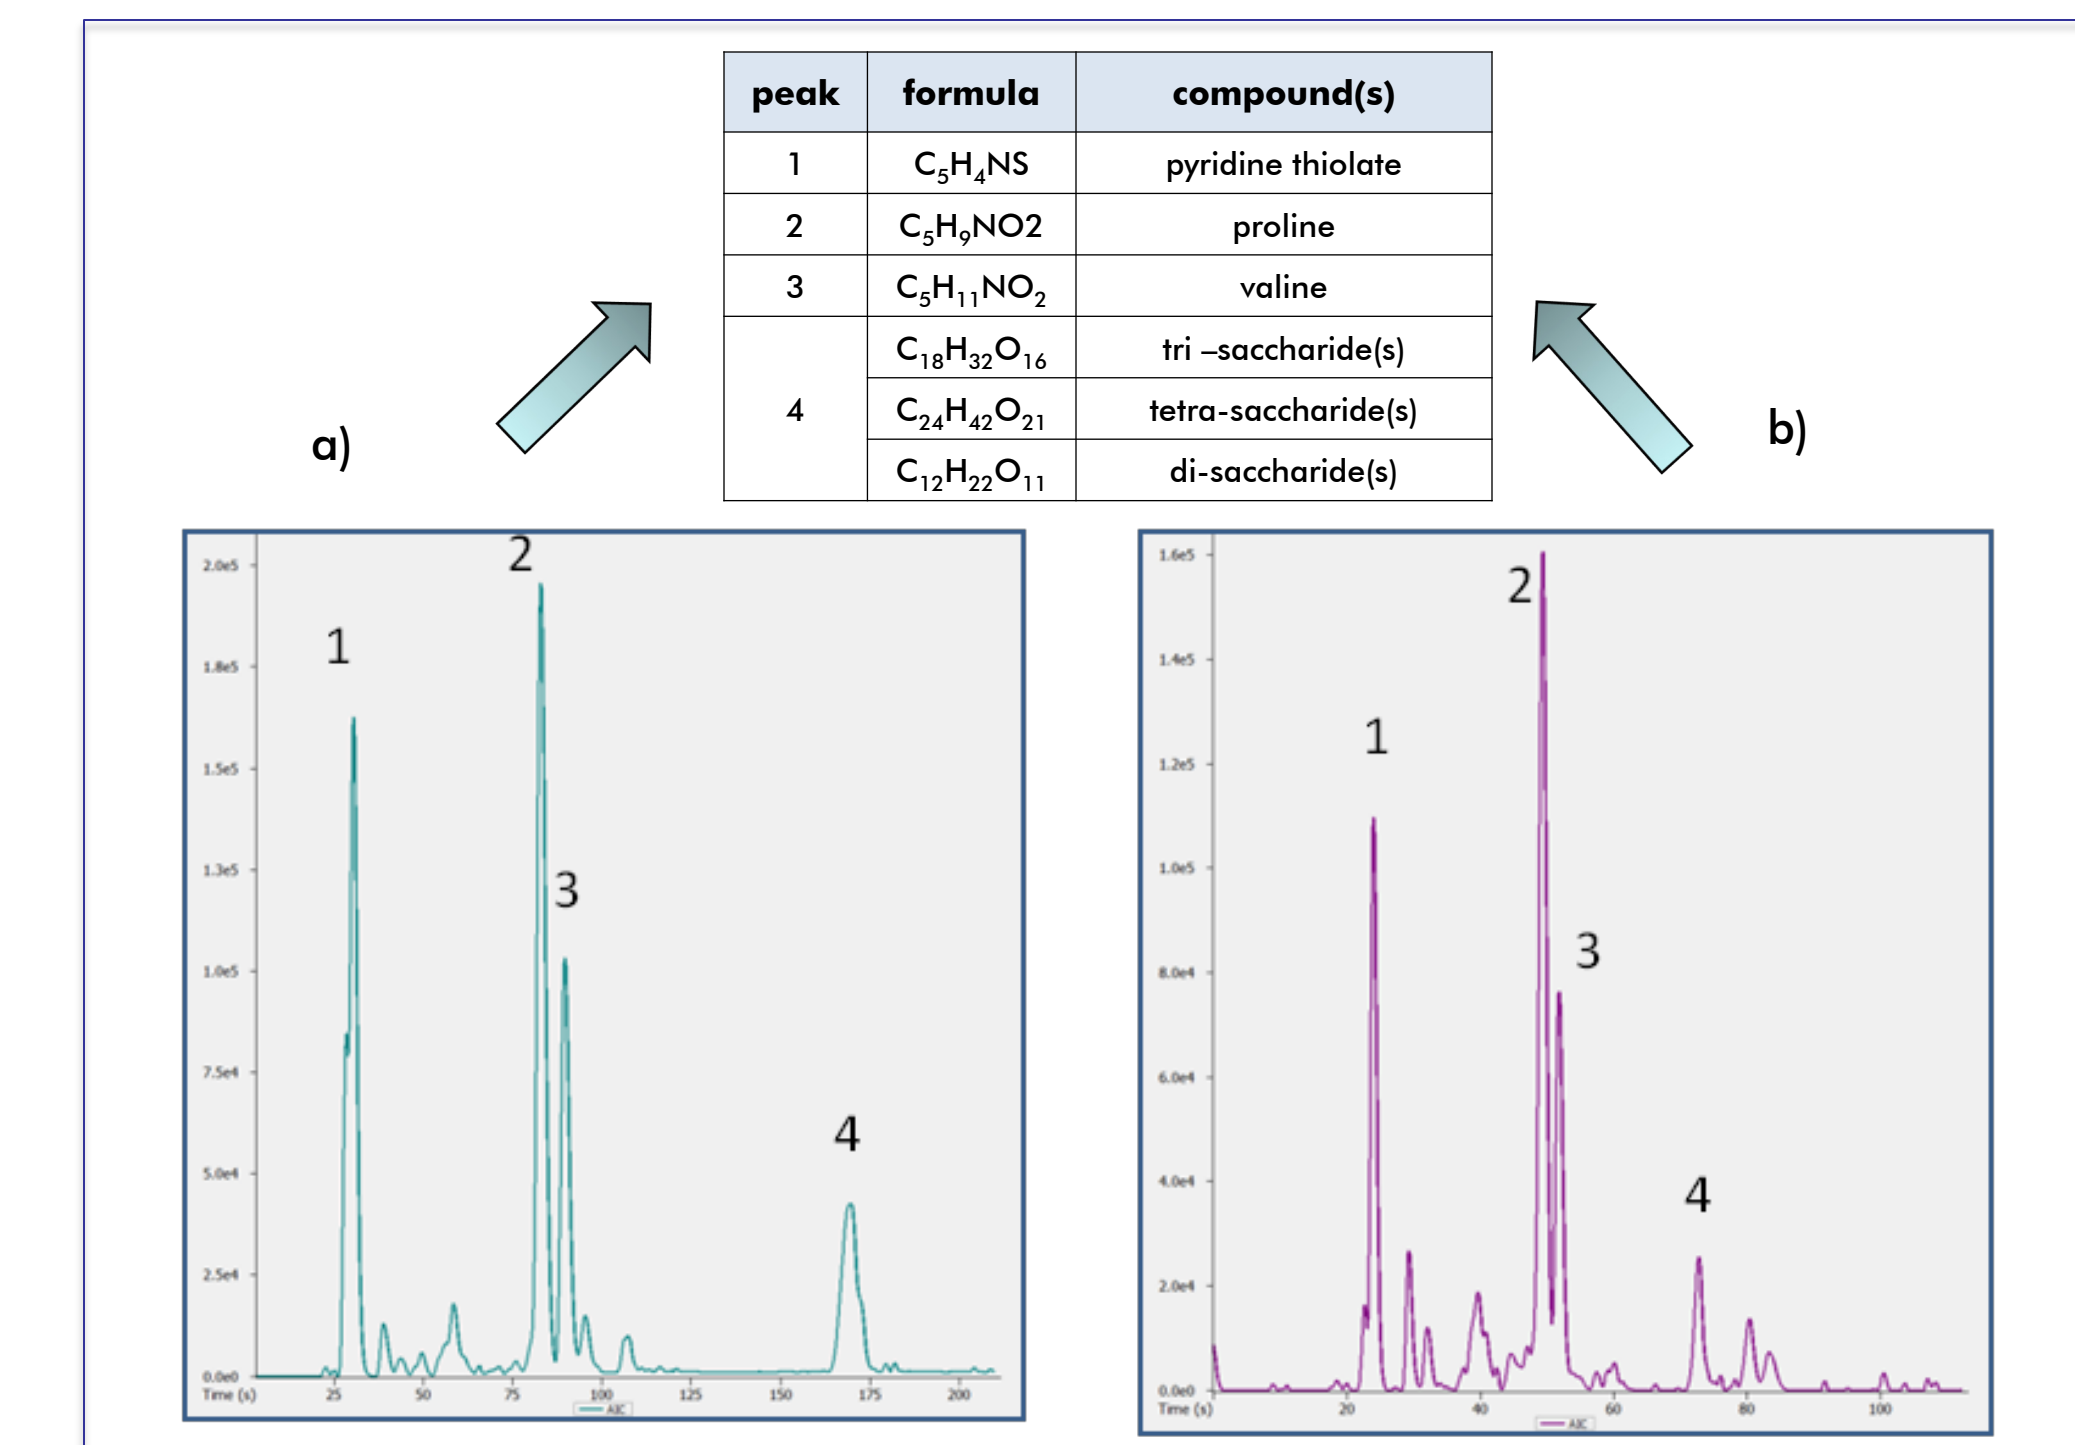 peak formula compound(s)
1 C₅H₄NS pyridine thiolate
2 C₅H₉NO2 proline
3 C₅H₁₁NO₂ valine
4 C₁₈H₃₂O₁₆ tri –saccharide(s)
C₂₄H₄₂O₂₁ tetra-saccharide(s)
C₁₂H₂₂O₁₁ di-saccharide(s)
a)
b)
2.0e5
1.8e5
1.5e5
1.3e5
1.0e5
7.5e4
5.0e4
2.5e4
0.0e0
1
2
3
4
Time (s) 25 50 75 100 125 150 175 200
AIC
1.6e5
1.4e5
1.2e5
1.0e5
8.0e4
6.0e4
4.0e4
2.0e4
0.0e0
1
2
3
4
Time (s) 20 40 60 80 100
AIC